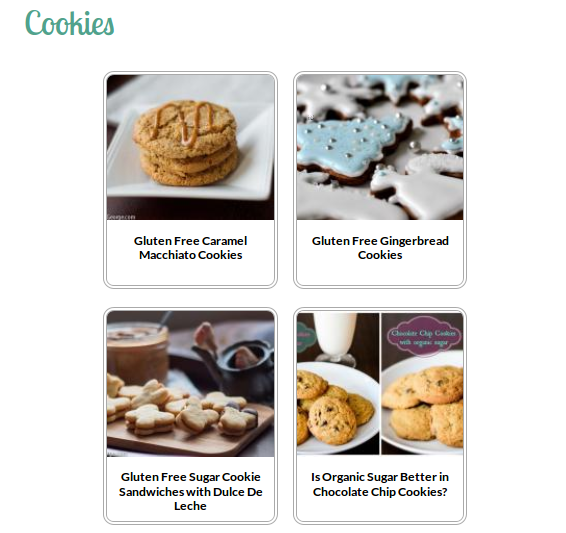 Cookies
Gluten Free Caramel
Macchiato Cookies
Gluten Free Gingerbread
Cookies
Chocolate Chip Cookies
with organic sugar
Gluten Free Sugar Cookie
Sandwiches with Dulce De
Leche
Is Organic Sugar Better in
Chocolate Chip Cookies?